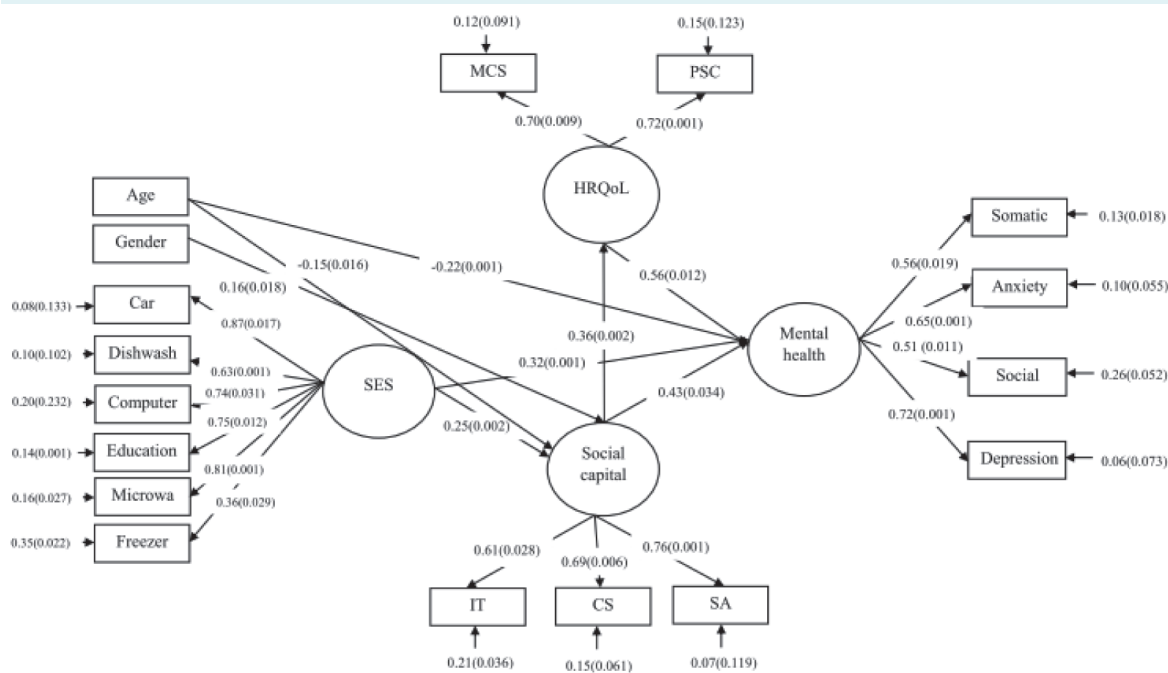 0.12(0.091)
0.15(0.123)
MCS
PSC
0.70(0.009)
0.72(0.001)
HRQoL
Age
Gender
Somatic
0.13(0.018)
-0.15(0.016)
-0.22(0.001)
0.56(0.012)
0.56(0.019)
0.16(0.018)
Anxiety
0.10(0.055)
0.08(0.133)
Car
0.87(0.017)
0.65(0.001)
0.36(0.002)
Mental
health
0.51 (0.011)
0.10(0.102)
Dishwash
0.63(0.001)
SES
0.32(0.001)
Social
0.26(0.052)
0.20(0.232)
Computer
0.74(0.031)
0.43(0.034)
0.75(0.012)
0.25(0.002)
0.72(0.001)
0.14(0.001)
Education
Social
capital
Depression
0.06(0.073)
0.81(0.001)
0.16(0.027)
Microwa
0.36(0.029)
0.35(0.022)
Freezer
0.61(0.028)
0.69(0.006)
0.76(0.001)
IT
CS
SA
0.21(0.036)
0.15(0.061)
0.07(0.119)